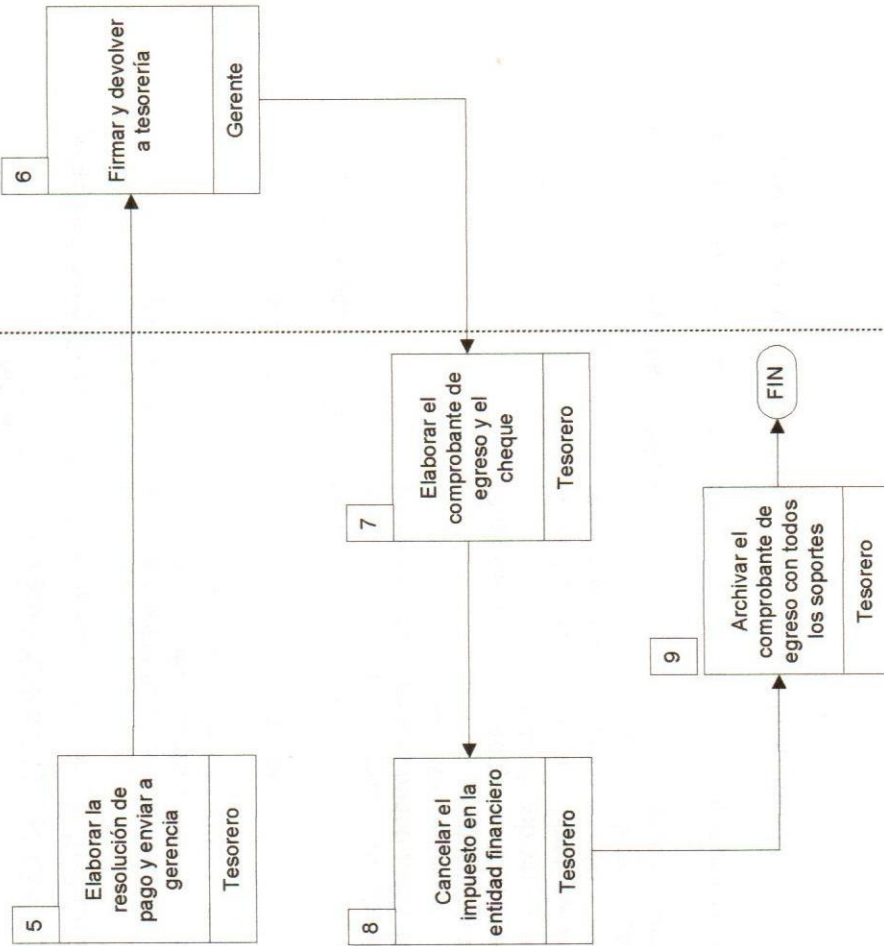 5
Elaborar la
resolución de
pago y enviar a
gerencia
Tesorero
6
Firmar y devolver
a tesorería
Gerente
7
Elaborar el
comprobante de
egreso y el
cheque
Tesorero
8
Cancelar el
impuesto en la
entidad financiero
Tesorero
9
Archivar el
comprobante de
egreso con todos
los soportes
Tesorero
FIN